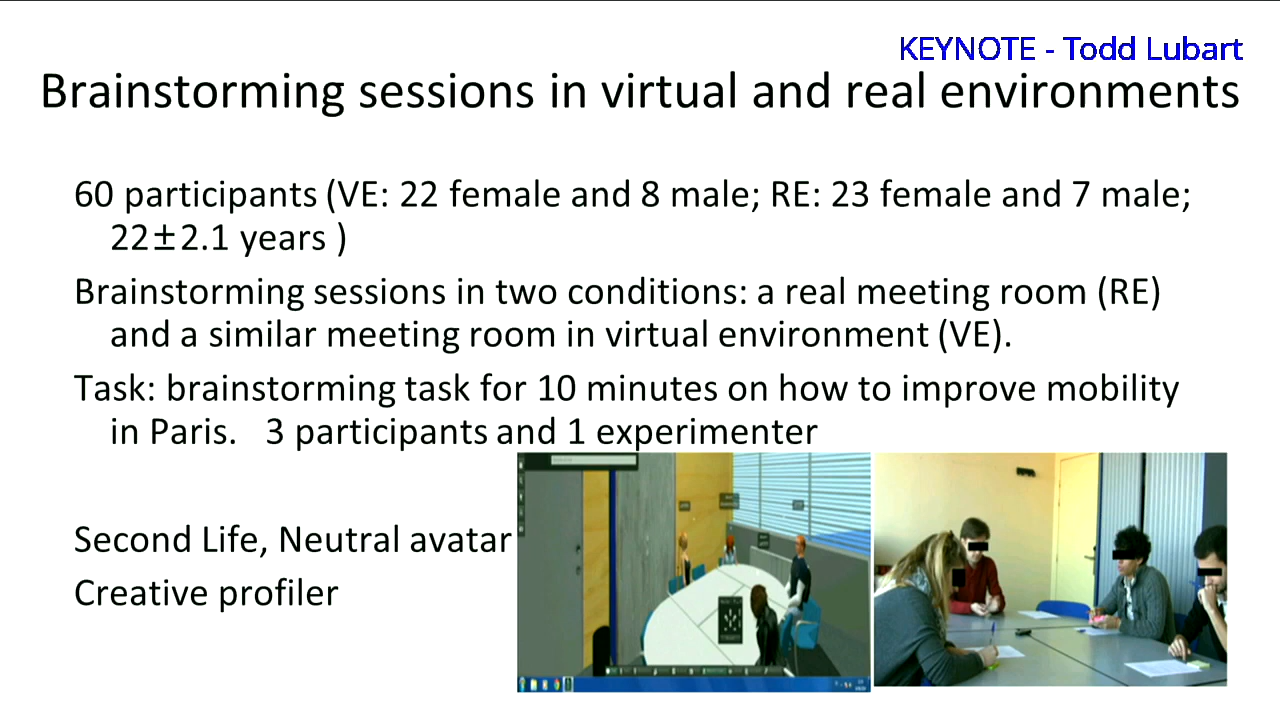 KEYNOTE - Todd Lubart
Brainstorming sessions in virtual and real environments
60 participants (VE: 22 female and 8 male; RE: 23 female and 7 male;
22±2.1 years )
Brainstorming sessions in two conditions: a real meeting room (RE)
and a similar meeting room in virtual environment (VE).
Task: brainstorming task for 10 minutes on how to improve mobility
in Paris.   3 participants and 1 experimenter
Second Life, Neutral avatar
Creative profiler